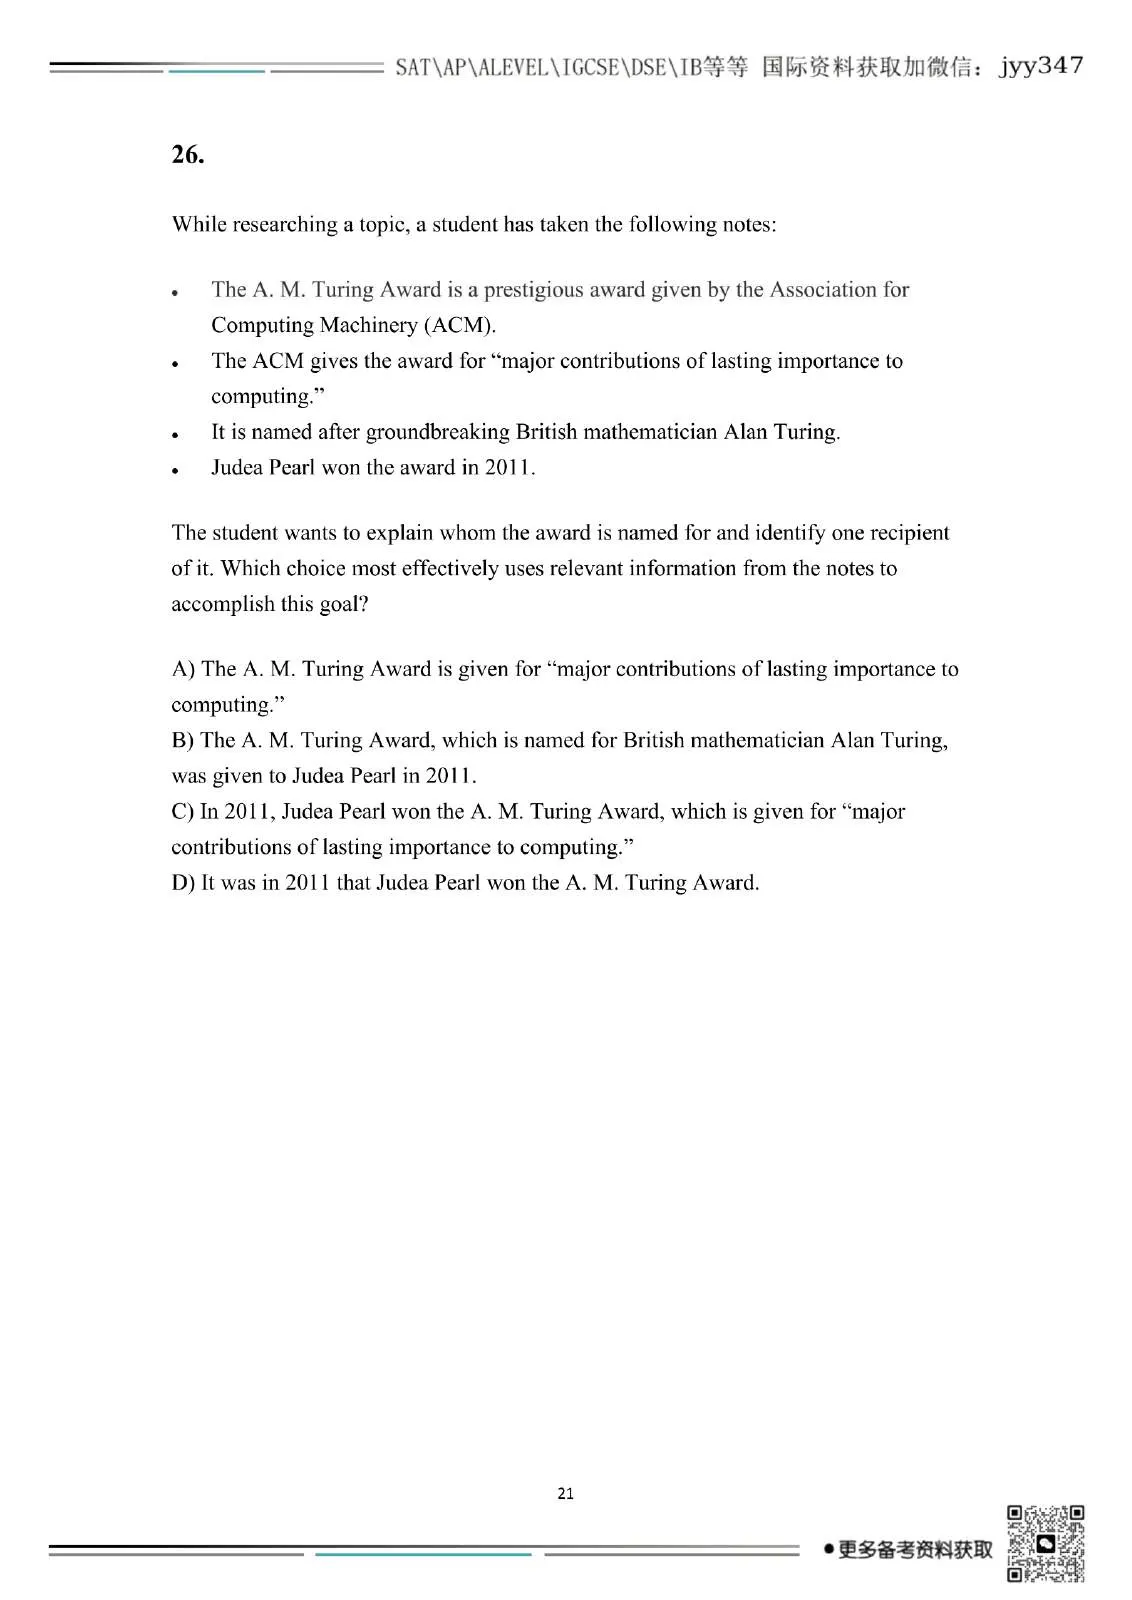 SAT\AP\ALEVEL\IGCSE\DSE\IB等等 国际资料获取加微信： jyy347
26.
While researching a topic, a student has taken the following notes:
• The A. M. Turing Award is a prestigious award given by the Association for
Computing Machinery (ACM).
• The ACM gives the award for “major contributions of lasting importance to
computing.”
• It is named after groundbreaking British mathematician Alan Turing.
• Judea Pearl won the award in 2011.
The student wants to explain whom the award is named for and identify one recipient
of it. Which choice most effectively uses relevant information from the notes to
accomplish this goal?
A) The A. M. Turing Award is given for “major contributions of lasting importance to
computing.”
B) The A. M. Turing Award, which is named for British mathematician Alan Turing,
was given to Judea Pearl in 2011.
C) In 2011, Judea Pearl won the A. M. Turing Award, which is given for “major
contributions of lasting importance to computing.”
D) It was in 2011 that Judea Pearl won the A. M. Turing Award.
21
●更多备考资料获取